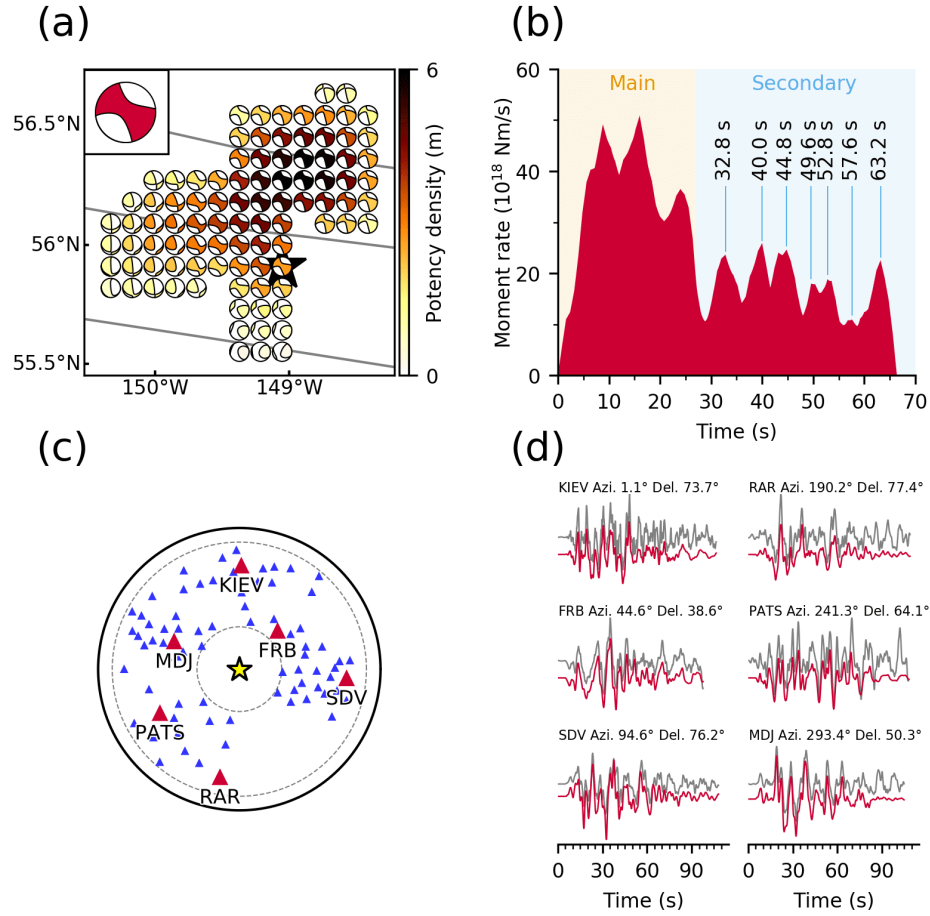 (a)
56.5°N
56°N
55.5°N
150°W
149°W
6
0
Potency density (m)
(b)
Main
Secondary
32.8 s
40.0 s
44.8 s
49.6 s
52.8 s
57.6 s
63.2 s
60
40
20
0
Moment rate (10¹⁸ Nm/s)
0 10 20 30 40 50 60 70
Time (s)
(c)
KIEV
FRB
MDJ
SDV
PATS
RAR
(d)
KIEV Azi. 1.1° Del. 73.7°
RAR Azi. 190.2° Del. 77.4°
FRB Azi. 44.6° Del. 38.6°
PATS Azi. 241.3° Del. 64.1°
SDV Azi. 94.6° Del. 76.2°
MDJ Azi. 293.4° Del. 50.3°
0 30 60 90
0 30 60 90
Time (s)
Time (s)